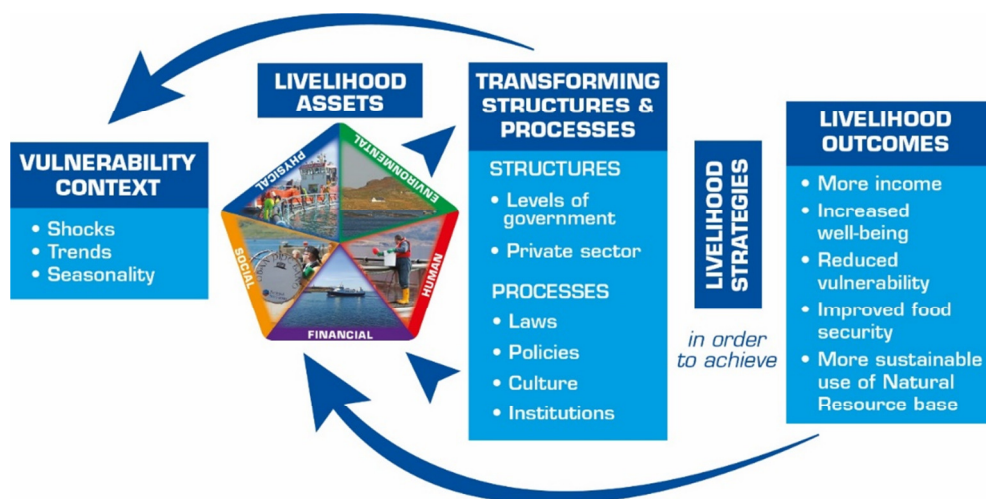 VULNERABILITY
CONTEXT
• Shocks
• Trends
• Seasonality
LIVELIHOOD
ASSETS
PHYSICAL
ENVIRONMENTAL
SOCIAL
HUMAN
FINANCIAL
TRANSFORMING
STRUCTURES &
PROCESSES
STRUCTURES
• Levels of
government
• Private sector
PROCESSES
• Laws
• Policies
• Culture
• Institutions
LIVELIHOOD
STRATEGIES
in order
to achieve
LIVELIHOOD
OUTCOMES
• More income
• Increased
well-being
• Reduced
vulnerability
• Improved food
security
• More sustainable
use of Natural
Resource base